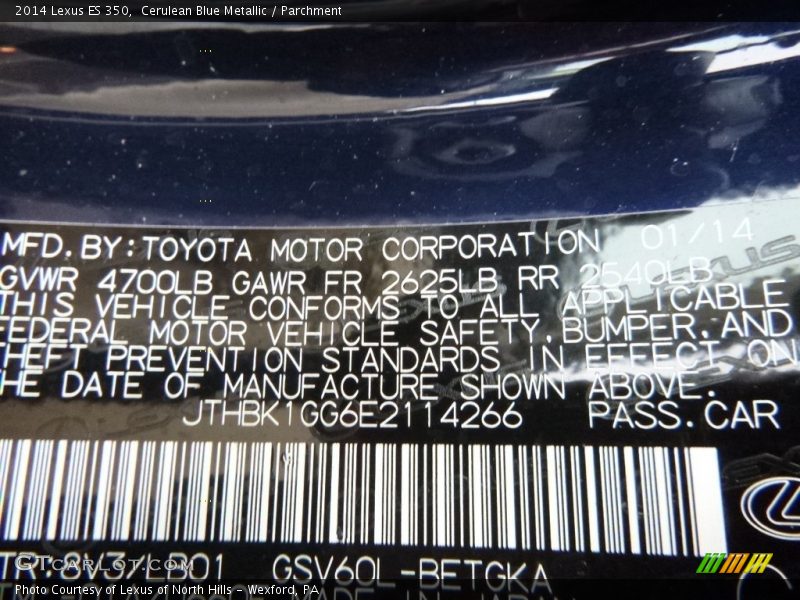 2014 Lexus ES 350, Cerulean Blue Metallic / Parchment
MFD. BY: TOYOTA MOTOR CORPORATION 01/14
GVWR 4700LB GAWR FR 2625LB RR 2540LB
THIS VEHICLE CONFORMS TO ALL APPLICABLE
FEDERAL MOTOR VEHICLE SAFETY, BUMPER, AND
THEFT PREVENTION STANDARDS IN EFFECT ON
THE DATE OF MANUFACTURE SHOWN ABOVE.
JTHBK1GG6E2114266 PASS. CAR
TR:8V3/LB01 GSV60L-BETGKA
GTCarLot.com
Photo Courtesy of Lexus of North Hills - Wexford, PA